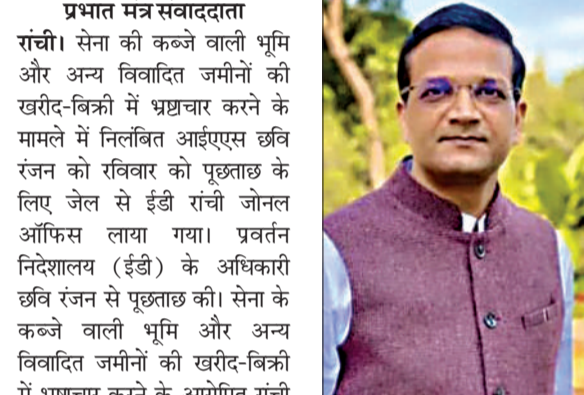 प्रभात मंत्र संवाददाता
रांची। सेना की कब्जे वाली भूमि
और अन्य विवादित जमीनों की
खरीद-बिक्री में भ्रष्टाचार करने के
मामले में निलंबित आईएएस छवि
रंजन को रविवार को पूछताछ के
लिए जेल से ईडी रांची जोनल
ऑफिस लाया गया। प्रवर्तन
निदेशालय (ईडी) के अधिकारी
छवि रंजन से पूछताछ की। सेना के
कब्जे वाली भूमि और अन्य
विवादित जमीनों की खरीद-बिक्री